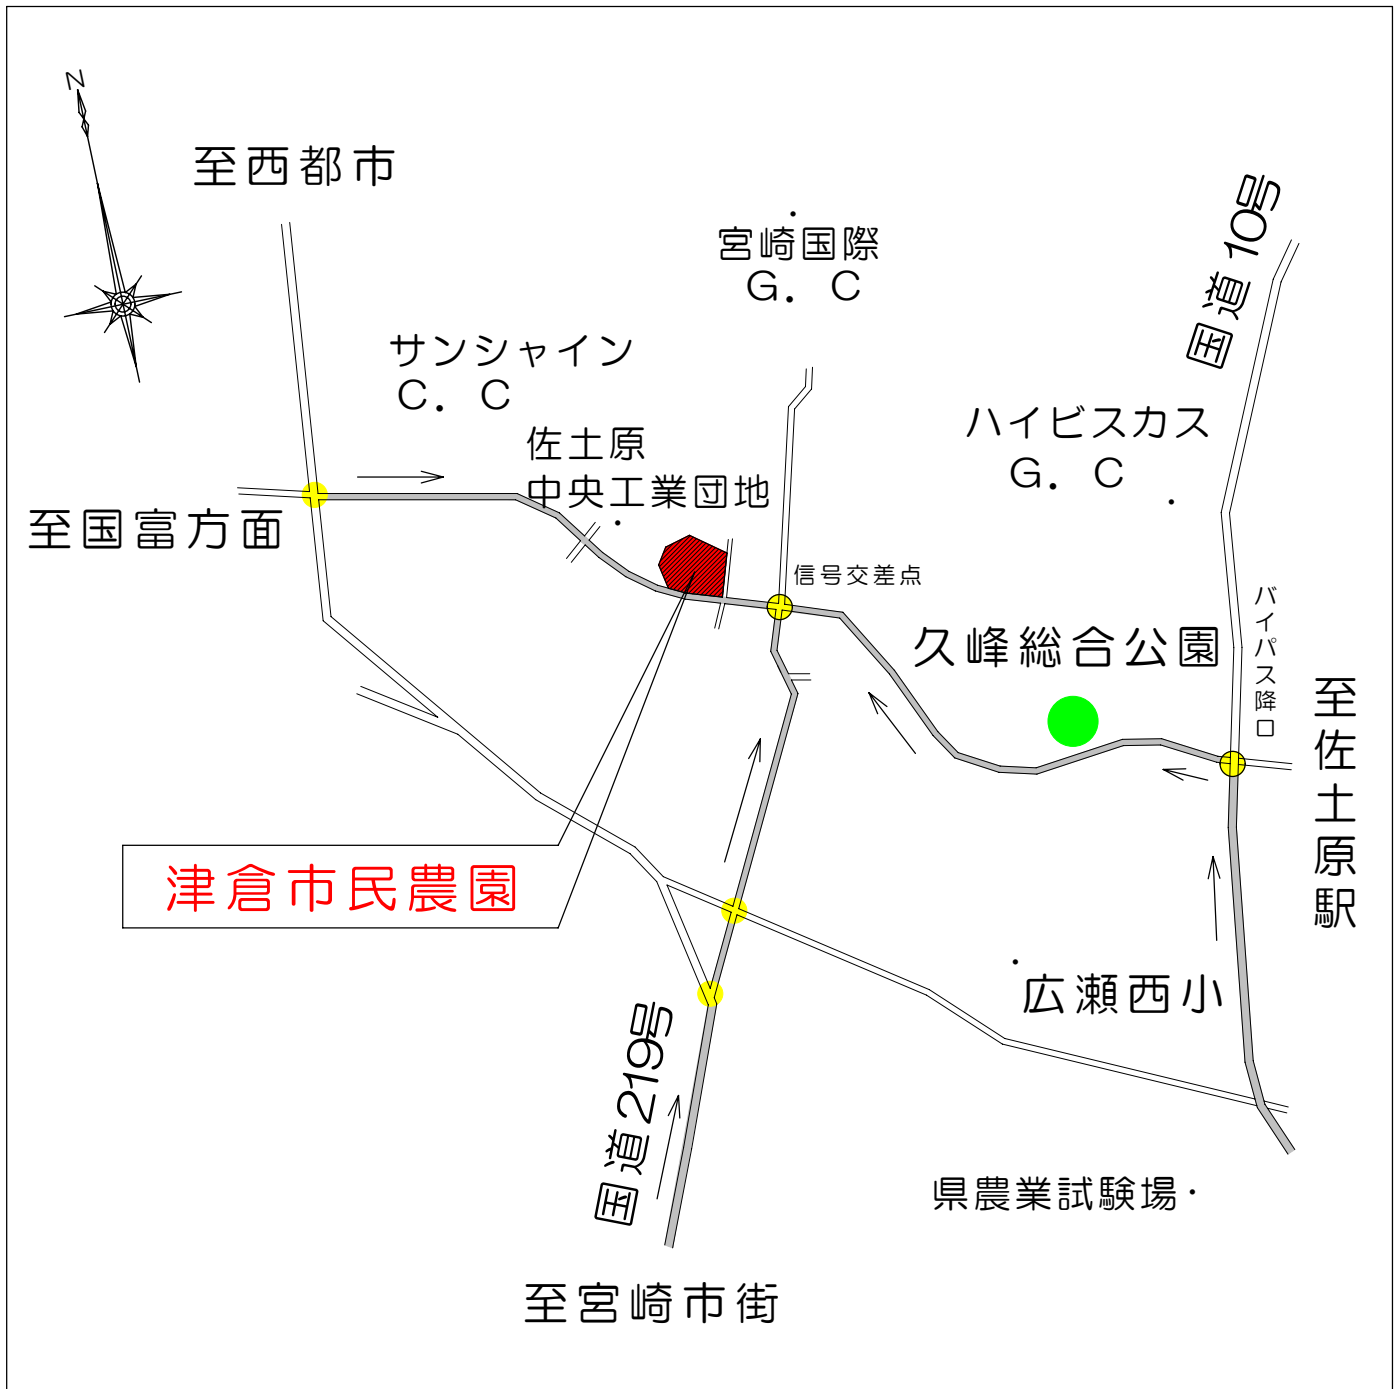 N
至西都市
宮崎国際
G．C
国道10号
サンシャイン
C．C
ハイビスカス
G．C
佐土原
中央工業団地
至国富方面
信号交差点
バイパス降口
久峰総合公園
至佐土原駅
津倉市民農園
広瀬西小
国道219号
県農業試験場
至宮崎市街